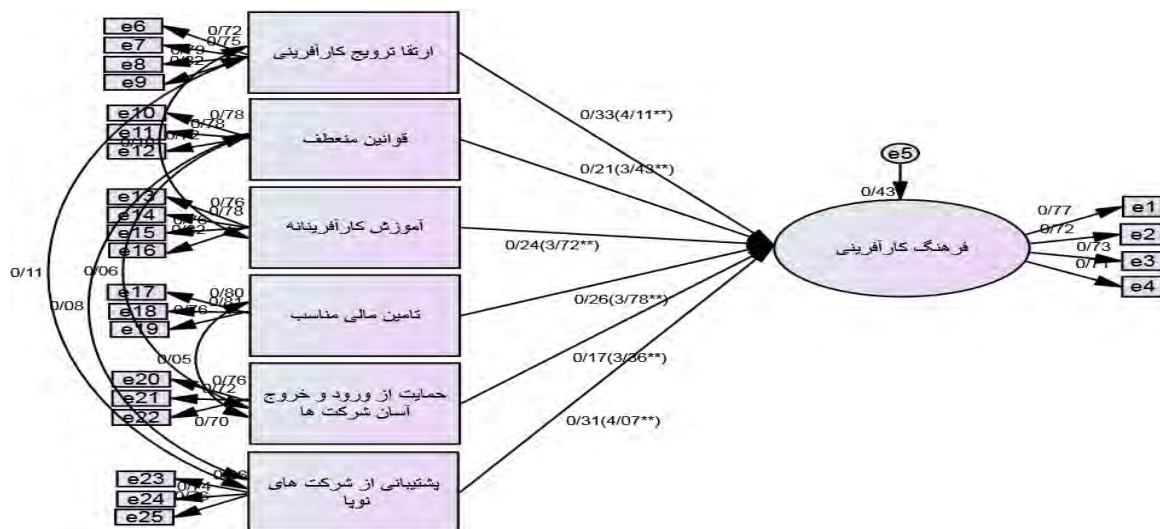 e6
0/72
e7
0/75
e8
e9
ارتقا ترویج کارآفرینی
e10
0/78
e11
0/78
e12
قوانین منعطف
e13
0/76
e14
0/78
e15
e16
آموزش کارآفرینانه
e17
0/80
e18
0/76
0/81
e19
تامین مالی مناسب
e20
0/76
e21
0/72
e22
0/70
حمایت از ورود و خروج
آسان شرکت ها
e23
e24
e25
پشتیبانی از شرکت های
نوپا
0/11
0/08
0/06
0/05
0/33(4/11**)
0/21(3/43**)
0/24(3/72**)
0/26(3/78**)
0/17(3/36**)
0/31(4/07**)
e5
0/43
فرهنگ کارآفرینی
0/77
e1
0/72
e2
0/73
e3
0/71
e4